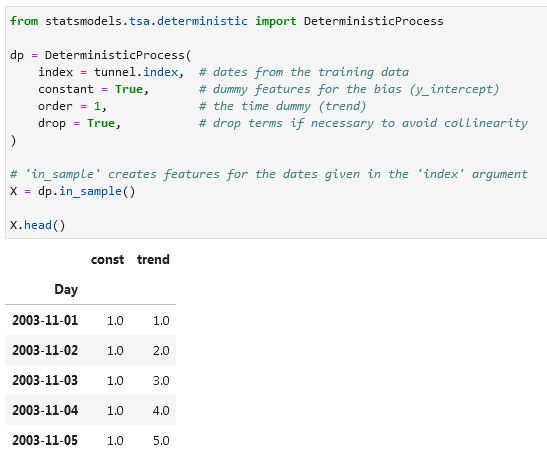 from statsmodels.tsa.deterministic import DeterministicProcess
dp = DeterministicProcess(
    index = tunnel.index,  # dates from the training data
    constant = True,       # dummy features for the bias (y_intercept)
    order = 1,             # the time dummy (trend)
    drop = True,           # drop terms if necessary to avoid collinearity
)
# 'in_sample' creates features for the dates given in the 'index' argument
X = dp.in_sample()
X.head()
const trend
Day
2003-11-01 1.0 1.0
2003-11-02 1.0 2.0
2003-11-03 1.0 3.0
2003-11-04 1.0 4.0
2003-11-05 1.0 5.0